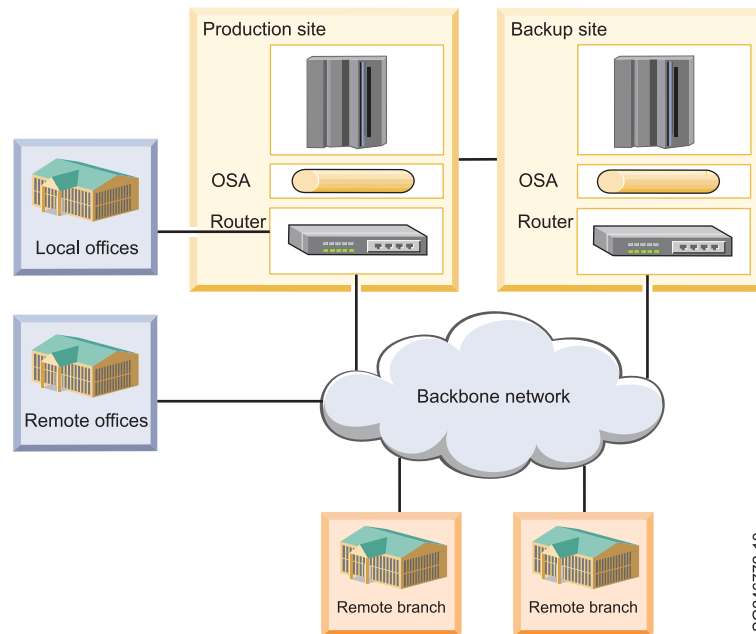 Production site
Backup site
OSA
OSA
Router
Router
Local offices
Remote offices
Backbone network
Remote branch
Remote branch